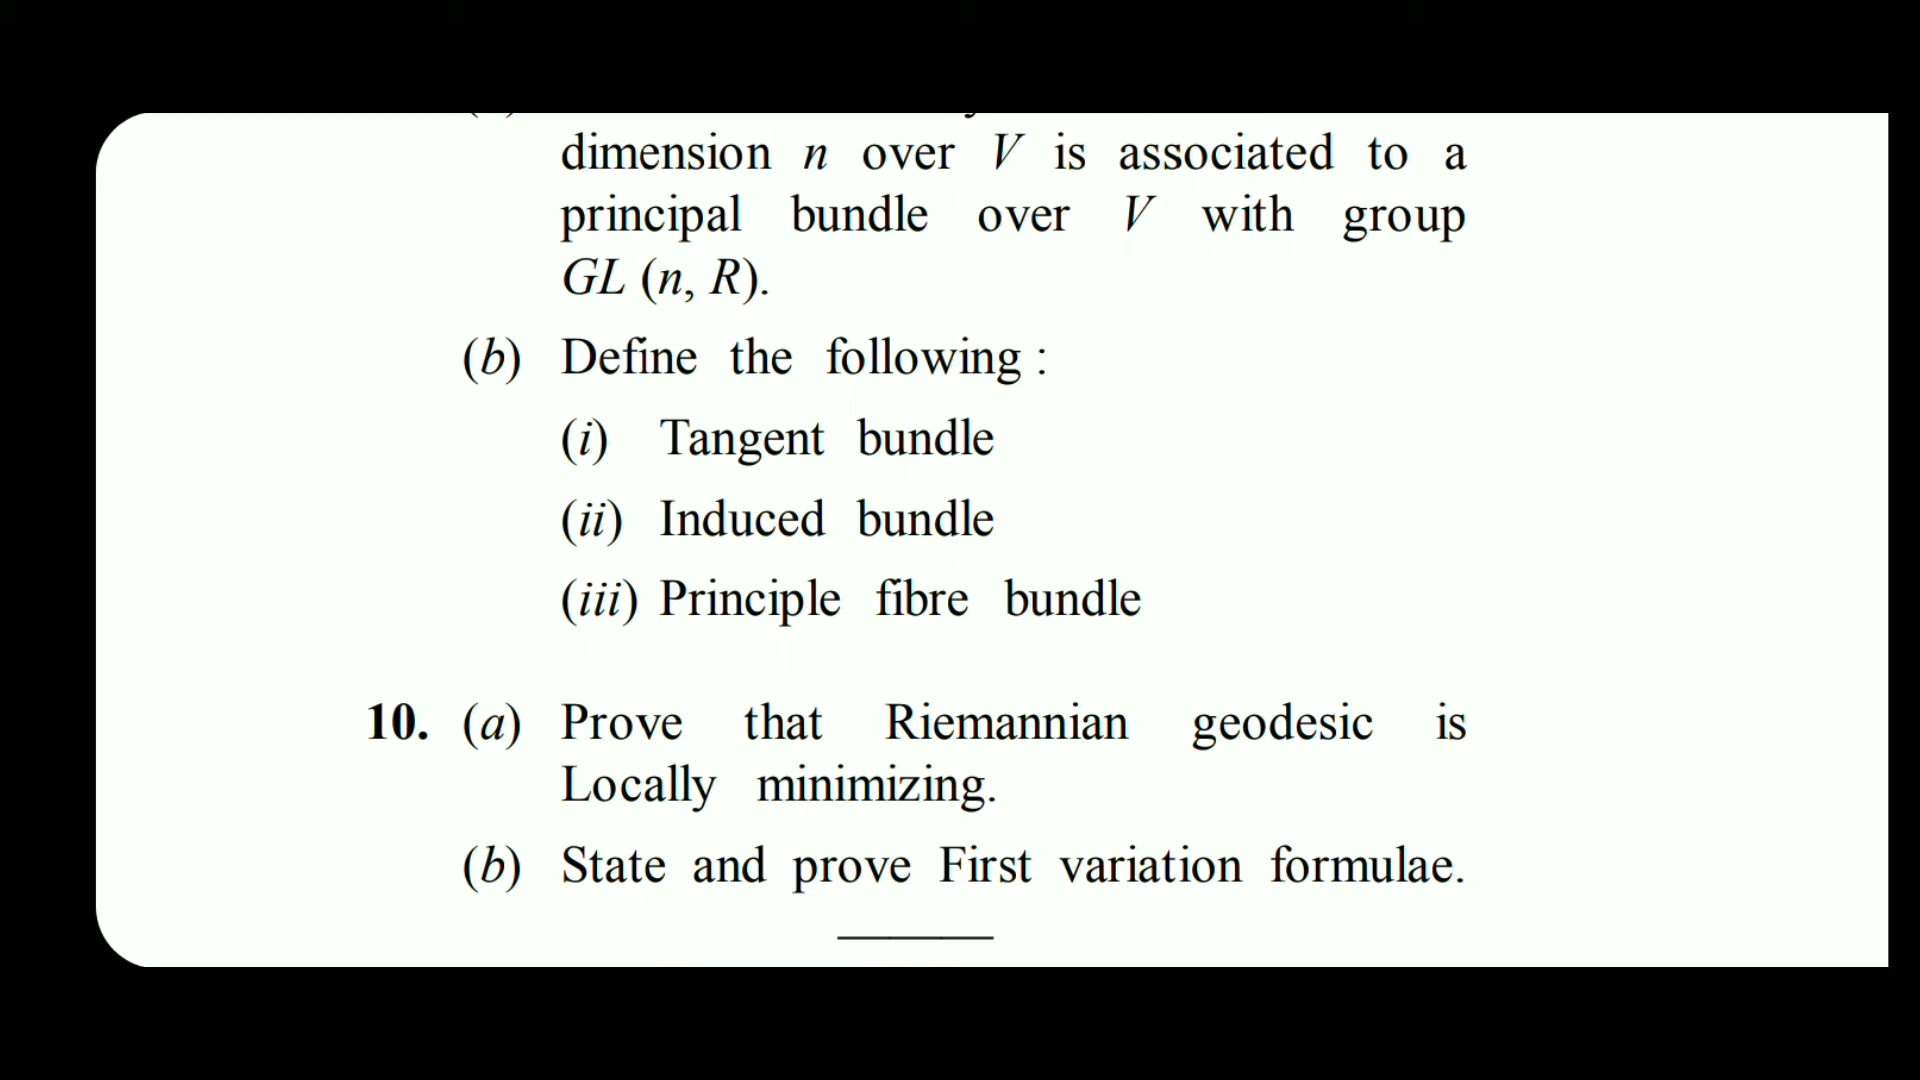 dimension n over V is associated to a
principal bundle over V with group
GL (n, R).
(b) Define the following :
(i) Tangent bundle
(ii) Induced bundle
(iii) Principle fibre bundle
10. (a) Prove that Riemannian geodesic is
Locally minimizing.
(b) State and prove First variation formulae.